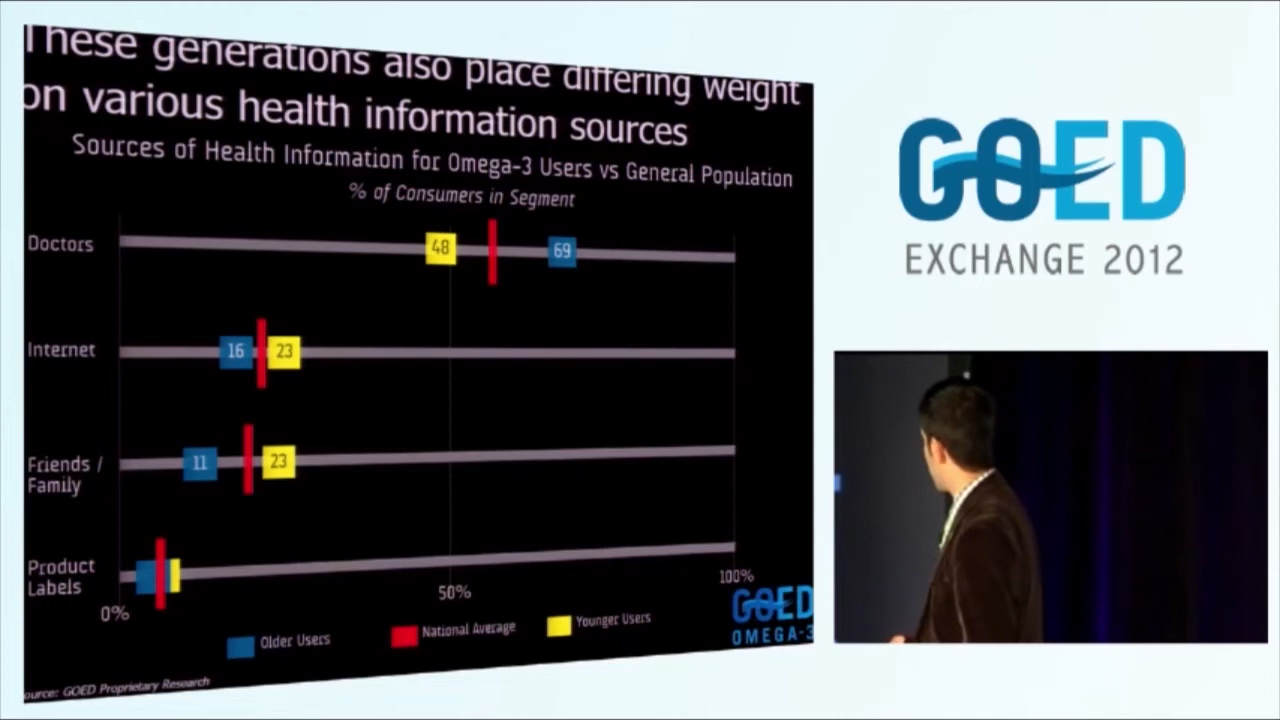 These generations also place differing weight
on various health information sources
Sources of Health Information for Omega-3 Users vs General Population
% of Consumers in Segment
Doctors
48
69
Internet
16
23
Friends /
Family
11
23
Product
Labels
0%
50%
100%
Older Users
National Average
Younger Users
GOED
OMEGA-3
ource: GOED Proprietary Research
GOED
EXCHANGE 2012